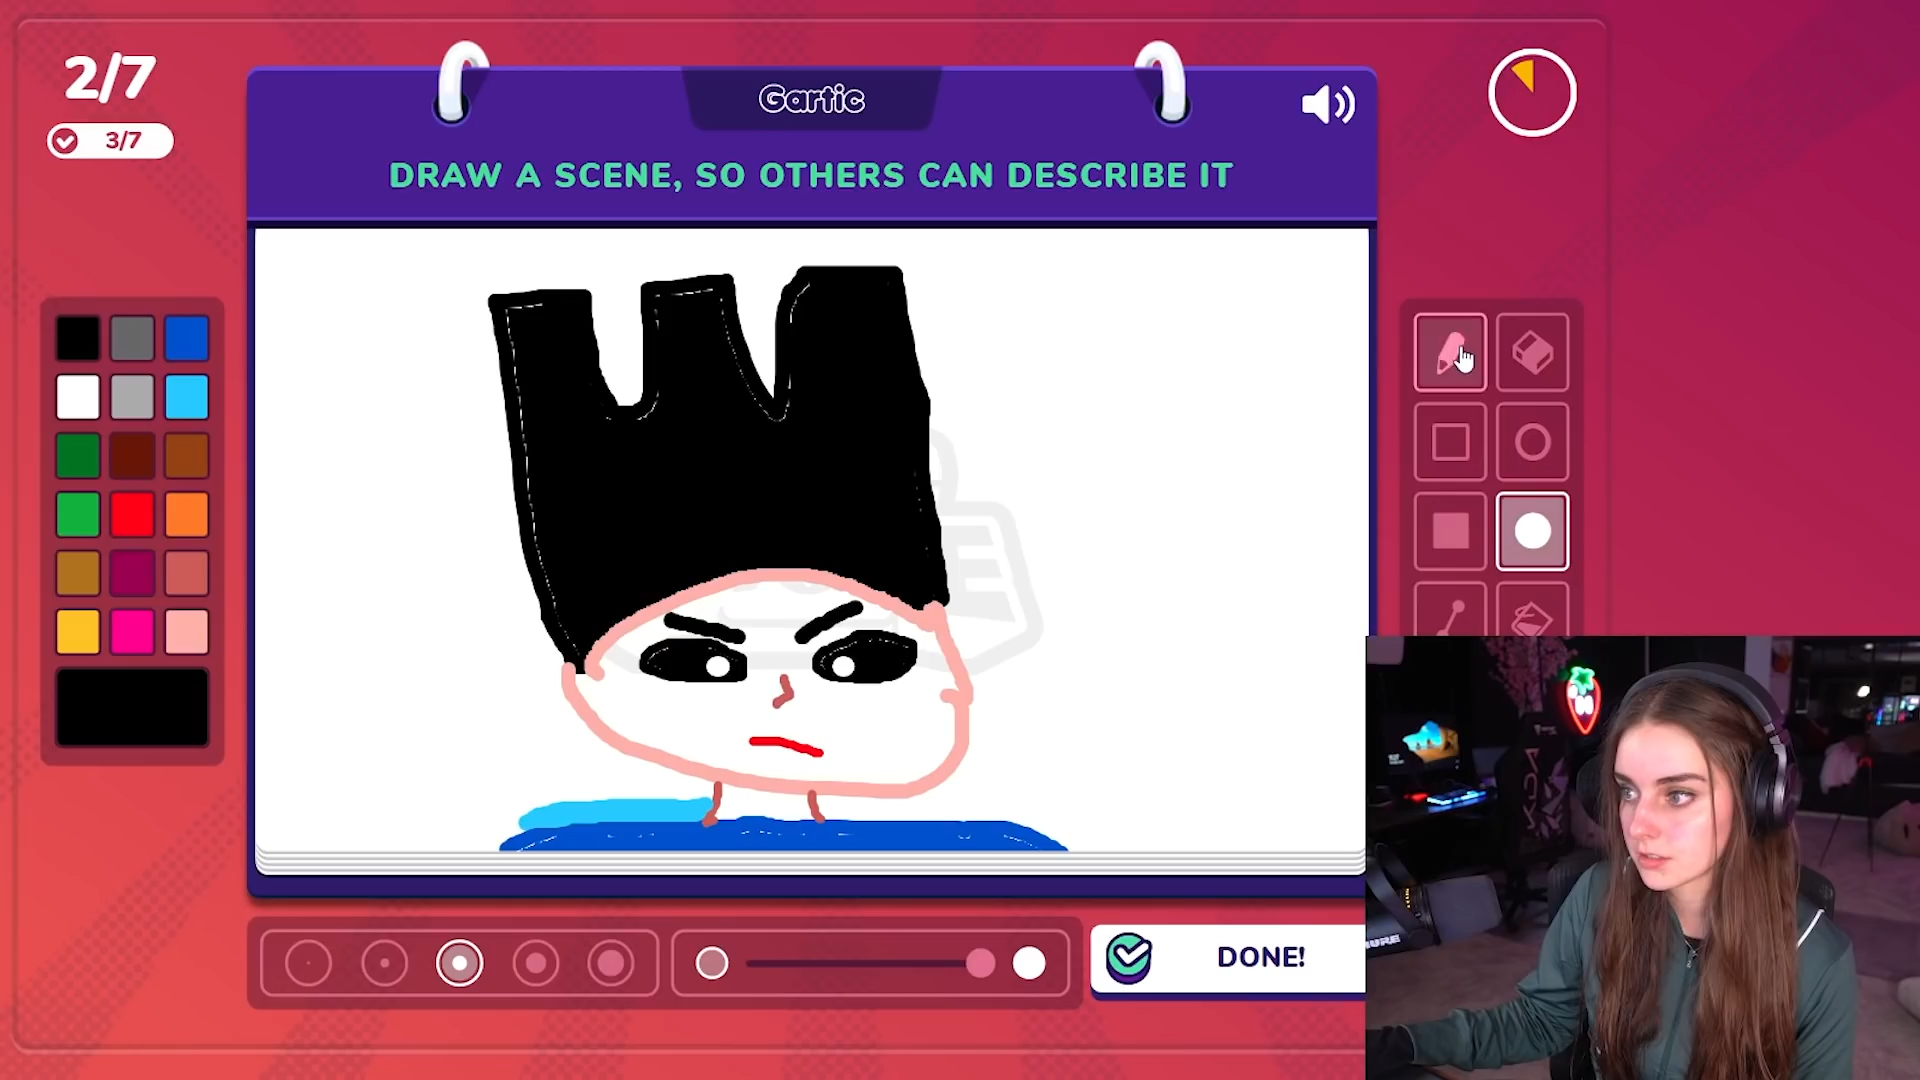 2/7
3/7
Gartic
DRAW A SCENE, SO OTHERS CAN DESCRIBE IT
DONE!